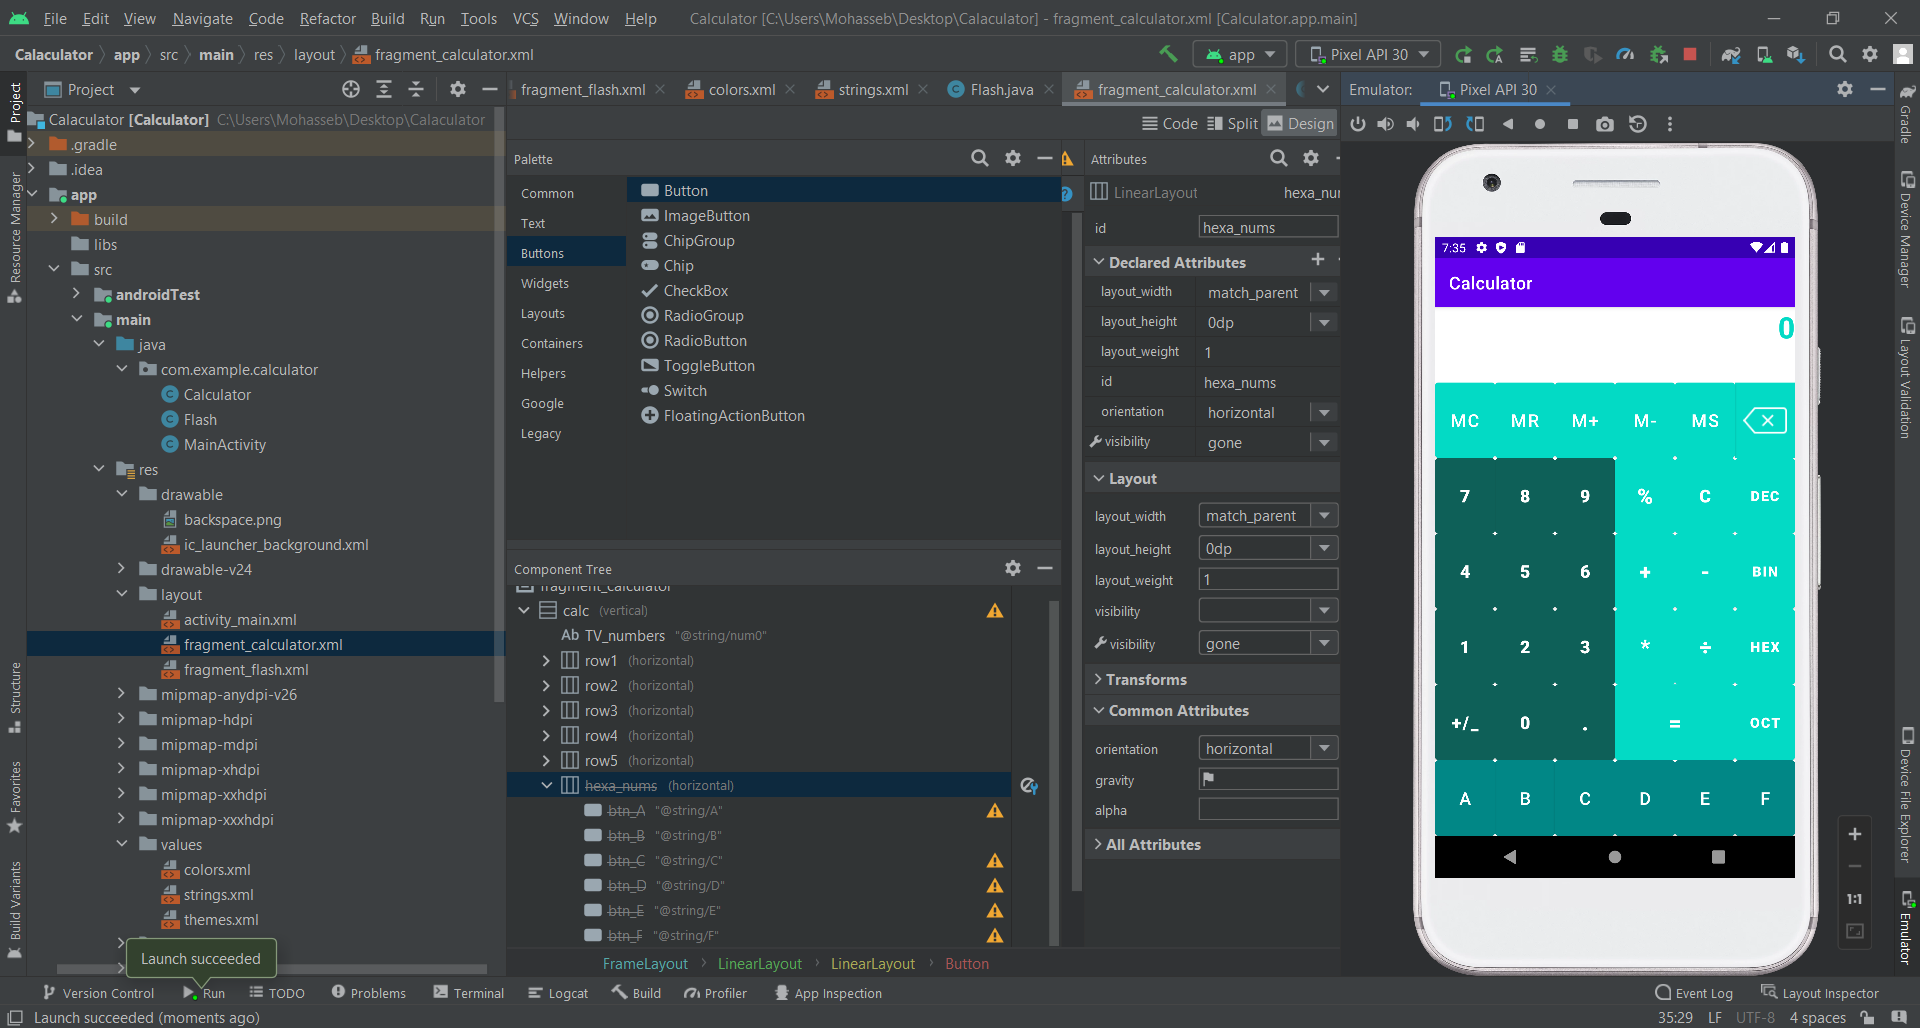 File Edit View Navigate Code Refactor Build Run Tools VCS Window Help Calculator [C:\Users\Mohasseb\Desktop\Calaculator] - fragment_calculator.xml [Calculator.app.main]
Calaculator app src main res layout fragment_calculator.xml app Pixel API 30
Project
fragment_flash.xml colors.xml strings.xml Flash.java fragment_calculator.xml
Emulator: Pixel API 30
Code Split Design
Project
Resource Manager
Structure
Favorites
Build Variants
Calaculator [Calculator] C:\Users\Mohasseb\Desktop\Calaculator
.gradle
.idea
app
build
libs
src
androidTest
main
java
com.example.calculator
Calculator
Flash
MainActivity
res
drawable
backspace.png
ic_launcher_background.xml
drawable-v24
layout
activity_main.xml
fragment_calculator.xml
fragment_flash.xml
mipmap-anydpi-v26
mipmap-hdpi
mipmap-mdpi
mipmap-xhdpi
mipmap-xxhdpi
mipmap-xxxhdpi
values
colors.xml
strings.xml
themes.xml
Launch succeeded
Palette
Common
Text
Buttons
Widgets
Layouts
Containers
Helpers
Google
Legacy
Button
ImageButton
ChipGroup
Chip
CheckBox
RadioGroup
RadioButton
ToggleButton
Switch
FloatingActionButton
Component Tree
fragment_calculator
calc (vertical)
Ab TV_numbers "@string/num0"
row1 (horizontal)
row2 (horizontal)
row3 (horizontal)
row4 (horizontal)
row5 (horizontal)
hexa_nums (horizontal)
btn_A "@string/A"
btn_B "@string/B"
btn_C "@string/C"
btn_D "@string/D"
btn_E "@string/E"
btn_F "@string/F"
FrameLayout LinearLayout LinearLayout Button
Attributes
LinearLayout hexa_nur
id hexa_nums
Declared Attributes
layout_width match_parent
layout_height 0dp
layout_weight 1
id hexa_nums
orientation horizontal
visibility gone
Layout
layout_width match_parent
layout_height 0dp
layout_weight 1
visibility
visibility gone
Transforms
Common Attributes
orientation horizontal
gravity
alpha
All Attributes
7:35
Calculator
0
MC MR M+ M- MS
7 8 9 % C DEC
4 5 6 + - BIN
1 2 3 * ÷ HEX
+/_ 0 . = OCT
A B C D E F
1:1
Gradle
Device Manager
Layout Validation
Device File Explorer
Emulator
Version Control Run TODO Problems Terminal Logcat Build Profiler App Inspection Event Log Layout Inspector
Launch succeeded (moments ago) 35:29 LF UTF-8 4 spaces